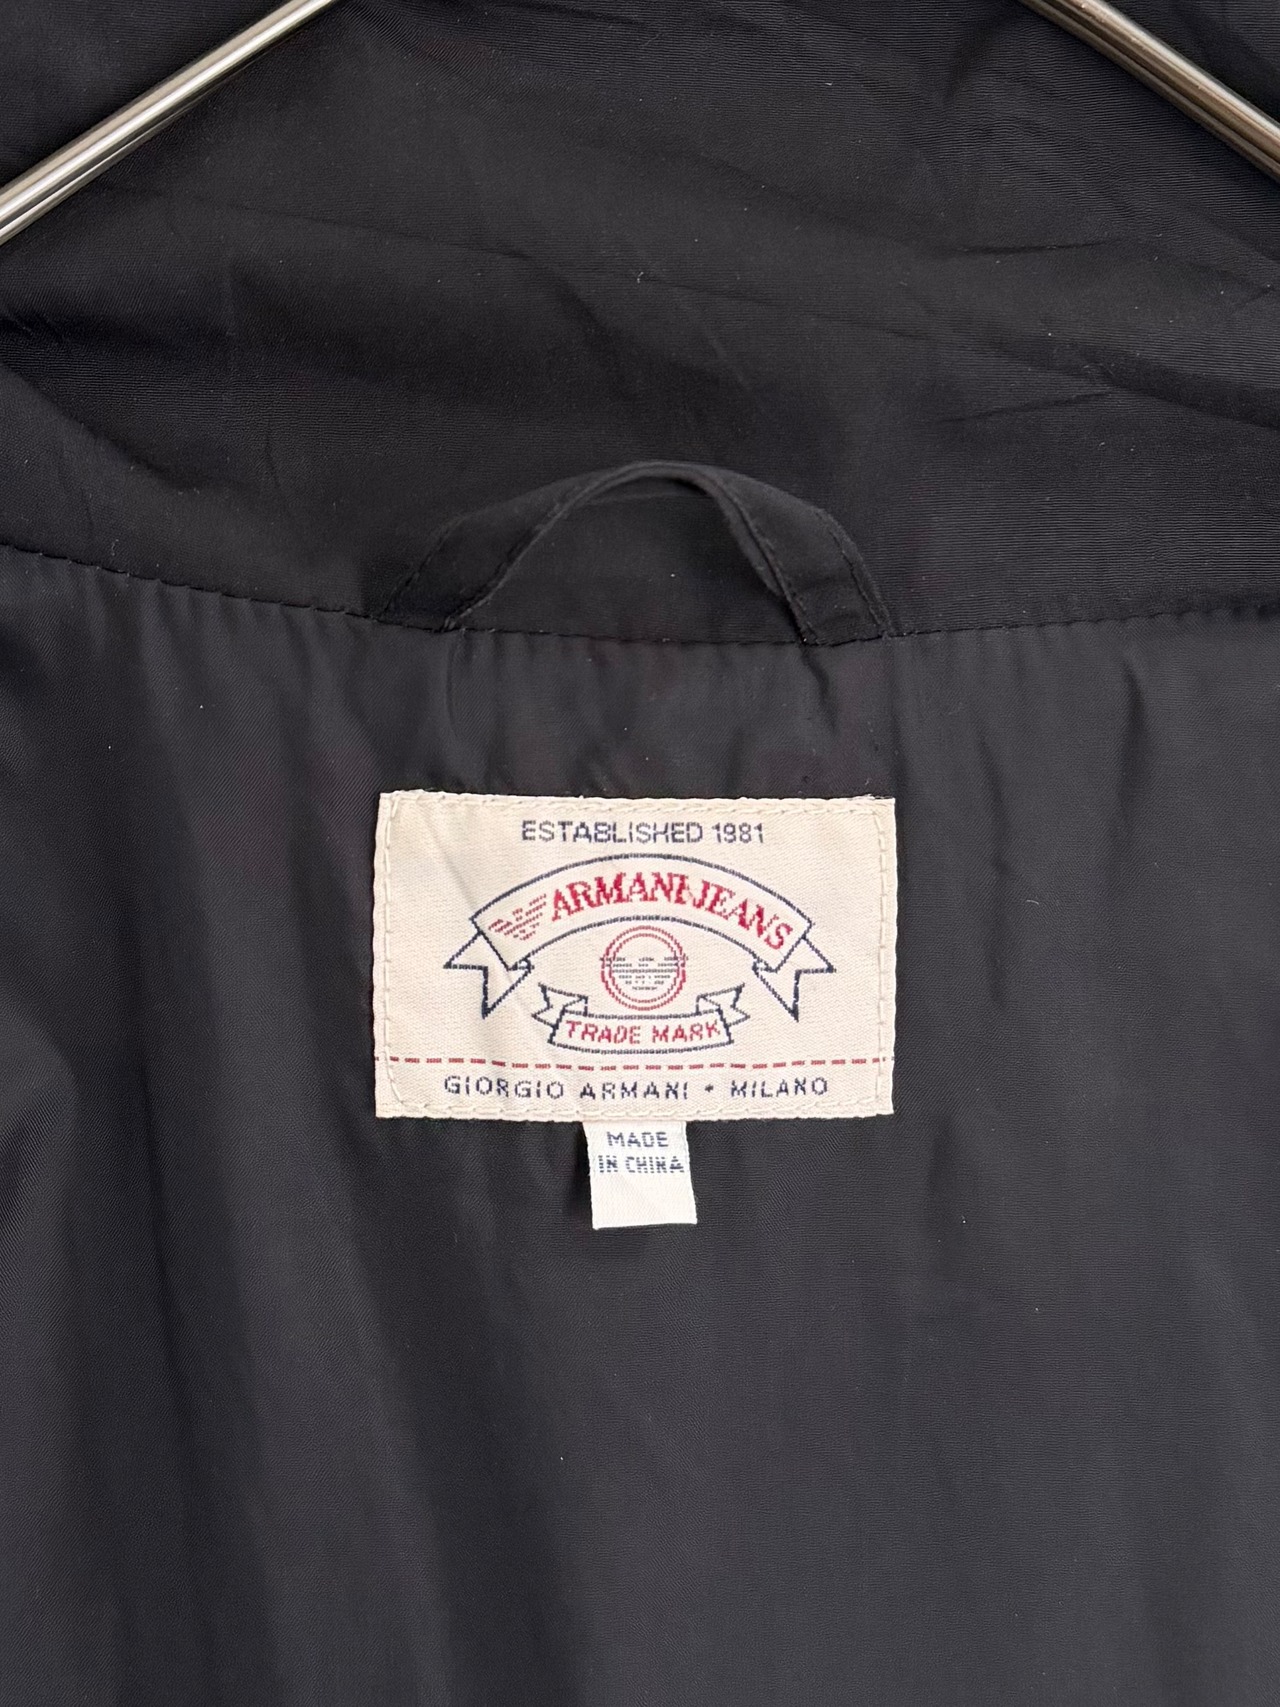 ESTABLISHED 1981
ARMANI JEANS
TRADE MARK
GIORGIO ARMANI • MILANO
MADE
IN CHINA